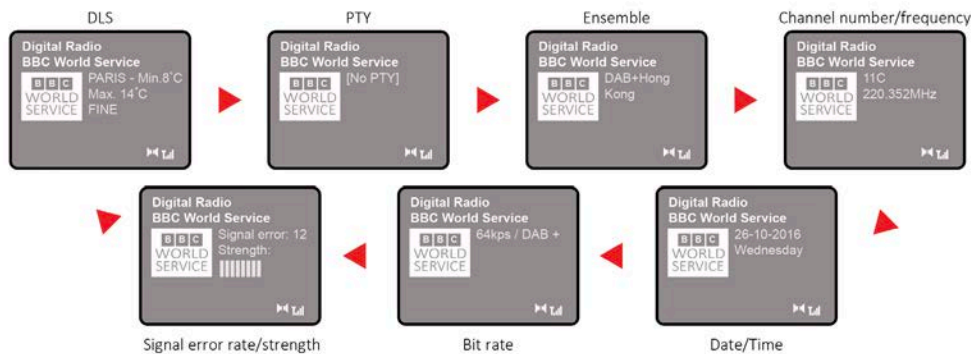 DLS
Digital Radio
BBC World Service
BBC
WORLD
SERVICE
PARIS - Min.8°C
Max. 14°C
FINE
PTY
Digital Radio
BBC World Service
BBC
WORLD
SERVICE
[No PTY]
Ensemble
Digital Radio
BBC World Service
BBC
WORLD
SERVICE
DAB+Hong
Kong
Channel number/frequency
Digital Radio
BBC World Service
BBC
WORLD
SERVICE
11C
220.352MHz
Digital Radio
BBC World Service
BBC
WORLD
SERVICE
Signal error: 12
Strength:
Signal error rate/strength
Digital Radio
BBC World Service
BBC
WORLD
SERVICE
64kps / DAB +
Bit rate
Digital Radio
BBC World Service
BBC
WORLD
SERVICE
26-10-2016
Wednesday
Date/Time